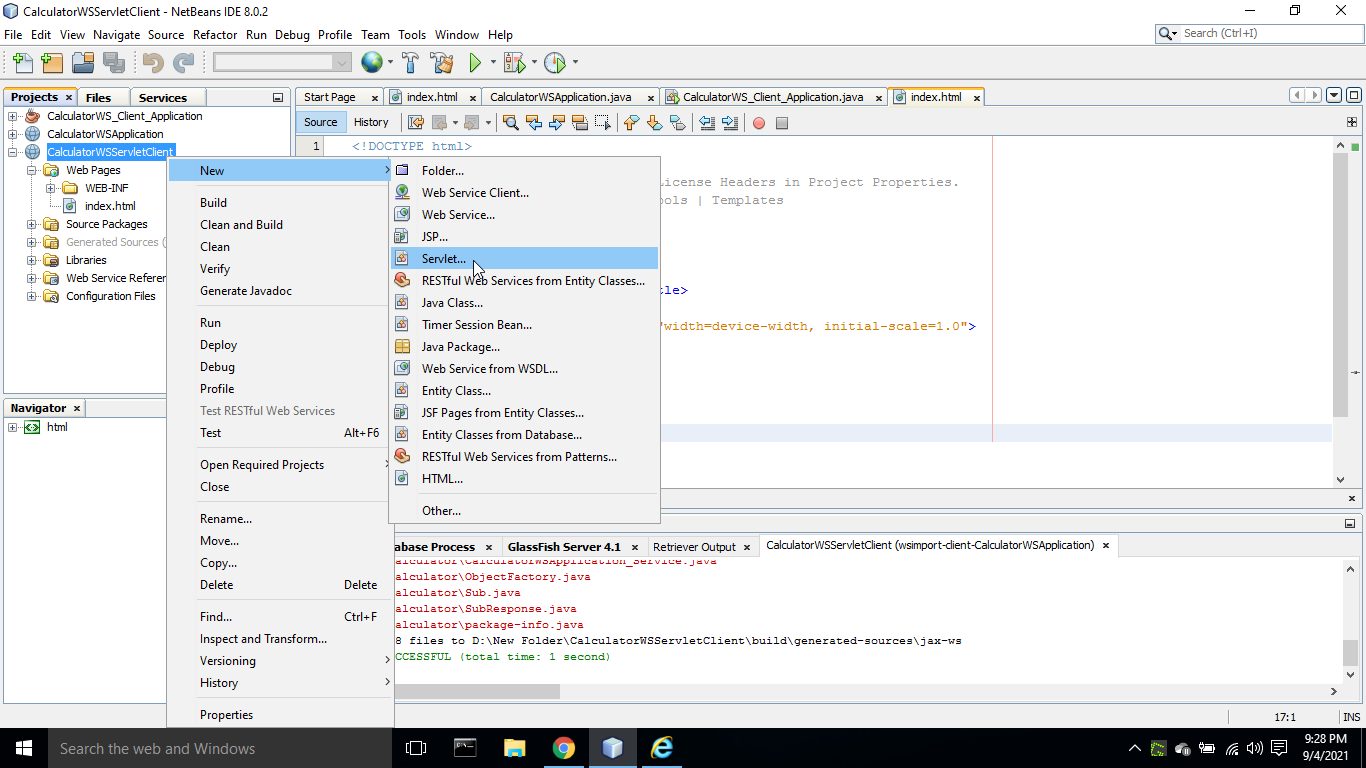 CalculatorWSServletClient - NetBeans IDE 8.0.2
File Edit View Navigate Source Refactor Run Debug Profile Team Tools Window Help
Search (Ctrl+I)
Projects × Files Services
Start Page × index.html × CalculatorWSApplication.java × CalculatorWS_Client_Application.java × index.html ×
CalculatorWS_Client_Application
CalculatorWSApplication
CalculatorWSServletClient
Web Pages
WEB-INF
index.html
Source Packages
Generated Sources (
Libraries
Web Service Referen
Configuration Files
Source History
1 <!DOCTYPE html>
License Headers in Project Properties.
ools | Templates
tle>
"width=device-width, initial-scale=1.0">
New
Build
Clean and Build
Clean
Verify
Generate Javadoc
Run
Deploy
Debug
Profile
Test RESTful Web Services
Test Alt+F6
Open Required Projects
Close
Rename...
Move...
Copy...
Delete Delete
Find... Ctrl+F
Inspect and Transform...
Versioning
History
Properties
Folder...
Web Service Client...
Web Service...
JSP...
Servlet...
RESTful Web Services from Entity Classes...
Java Class...
Timer Session Bean...
Java Package...
Web Service from WSDL...
Entity Class...
JSF Pages from Entity Classes...
Entity Classes from Database...
RESTful Web Services from Patterns...
HTML...
Other...
Navigator ×
html
abase Process × GlassFish Server 4.1 × Retriever Output × CalculatorWSServletClient (wsimport-client-CalculatorWSApplication) ×
alculator\CalculatorWSApplication_Service.java
alculator\ObjectFactory.java
alculator\Sub.java
alculator\SubResponse.java
alculator\package-info.java
8 files to D:\New Folder\CalculatorWSServletClient\build\generated-sources\jax-ws
CCESSFUL (total time: 1 second)
17:1 INS
Search the web and Windows
9:28 PM
9/4/2021